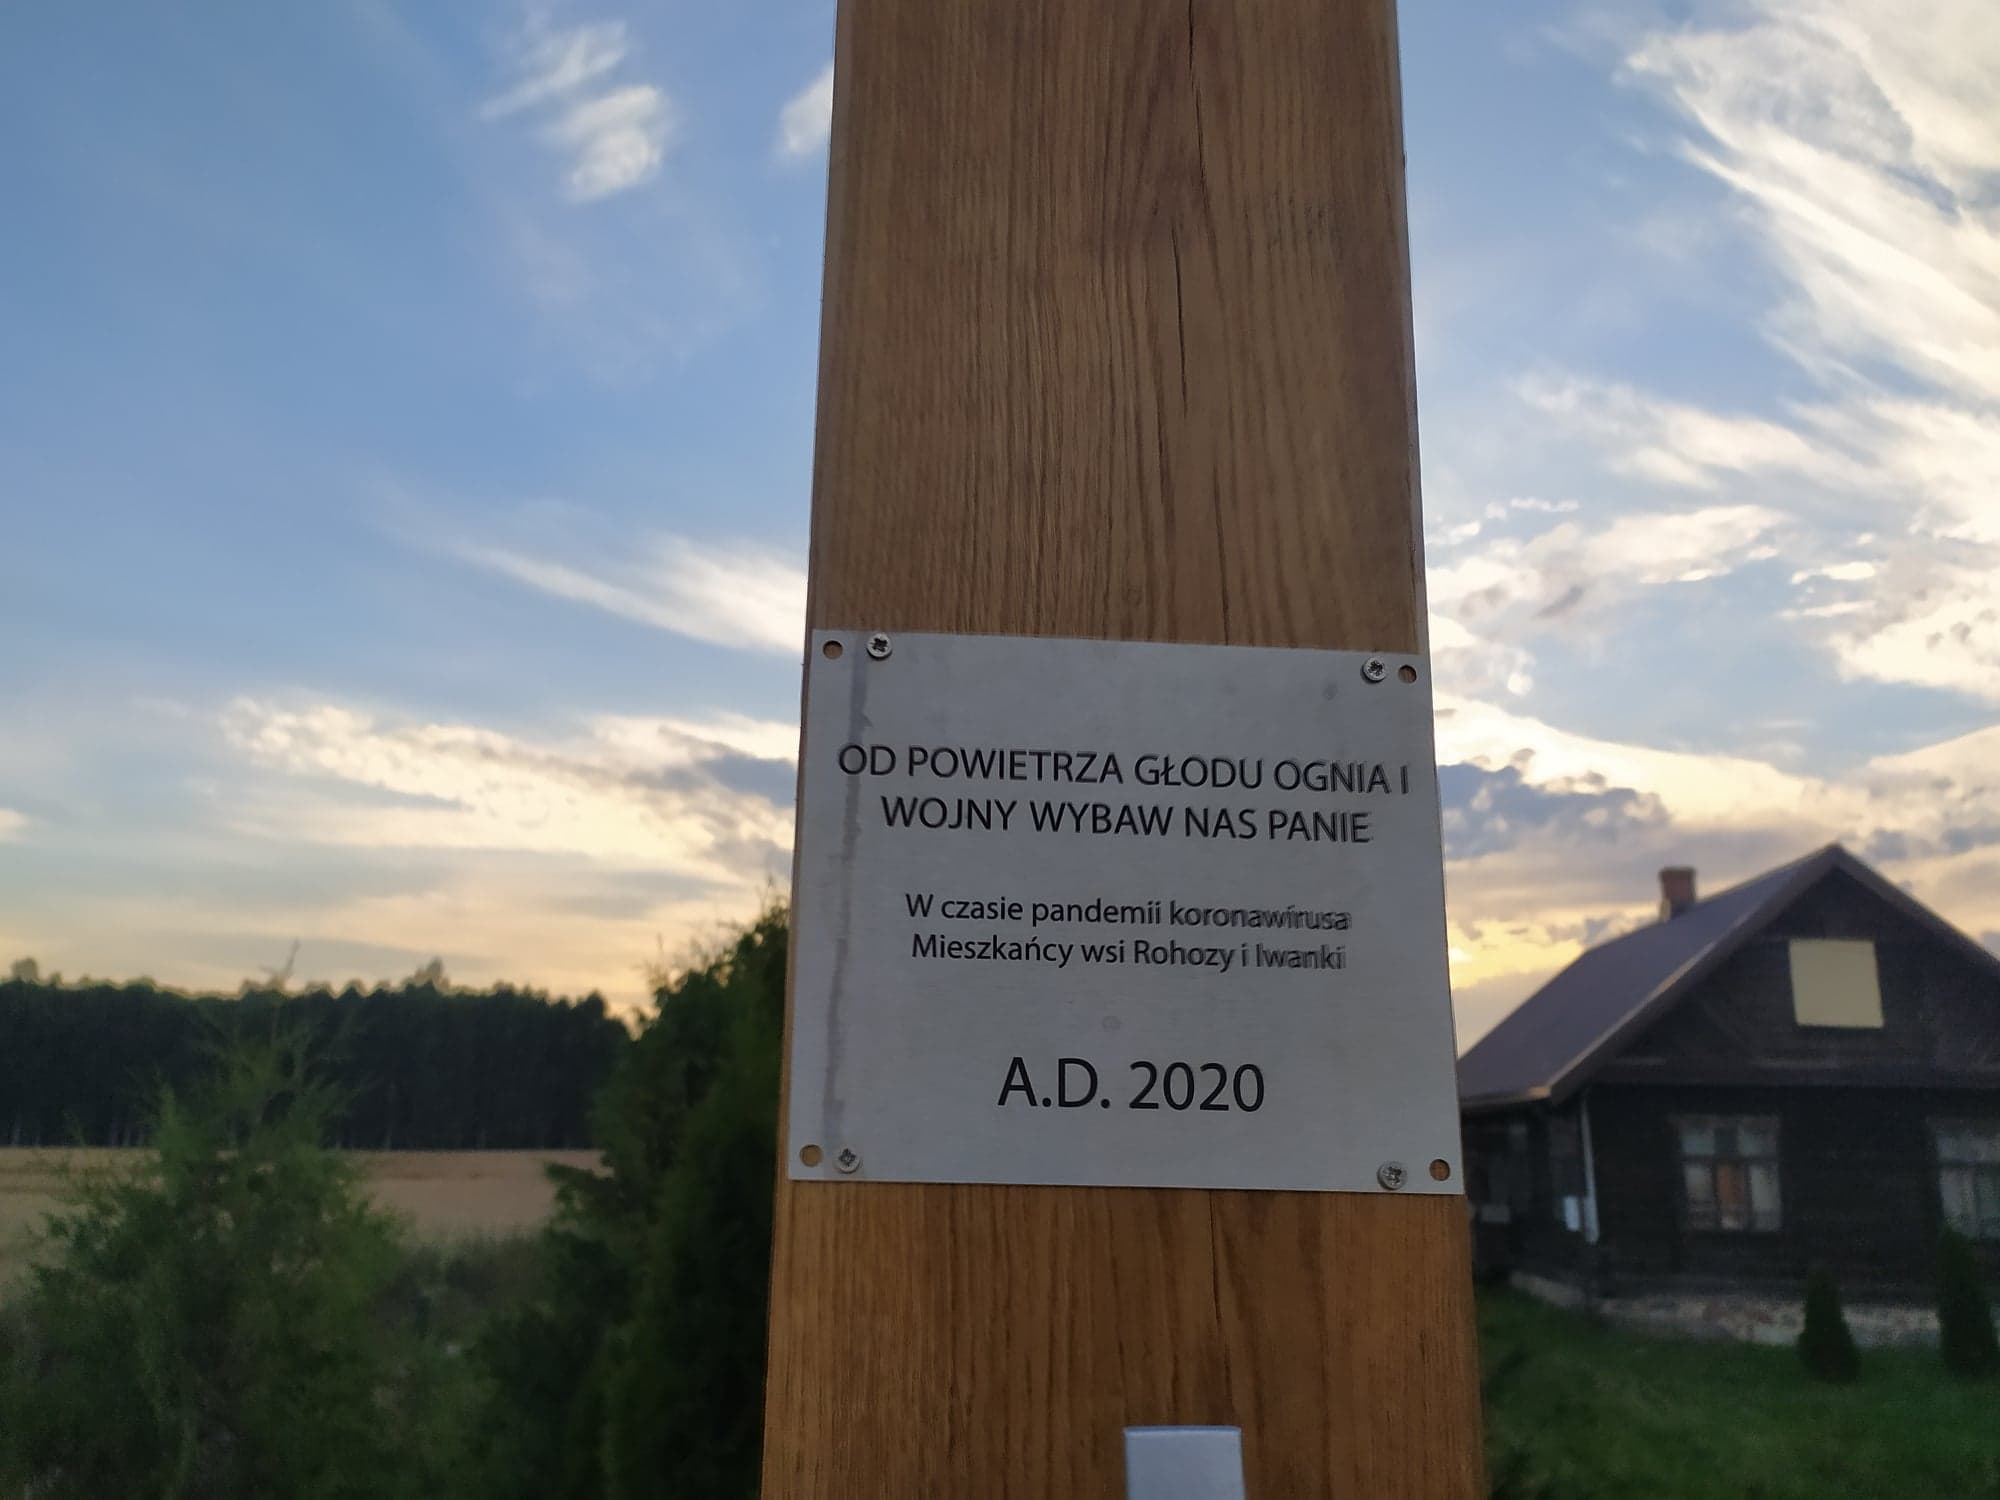 OD POWIETRZA GŁODU OGNIA I
WOJNY WYBAW NAS PANIE
W czasie pandemii koronawirusa
Mieszkańcy wsi Rohozy i Iwanki
A.D. 2020